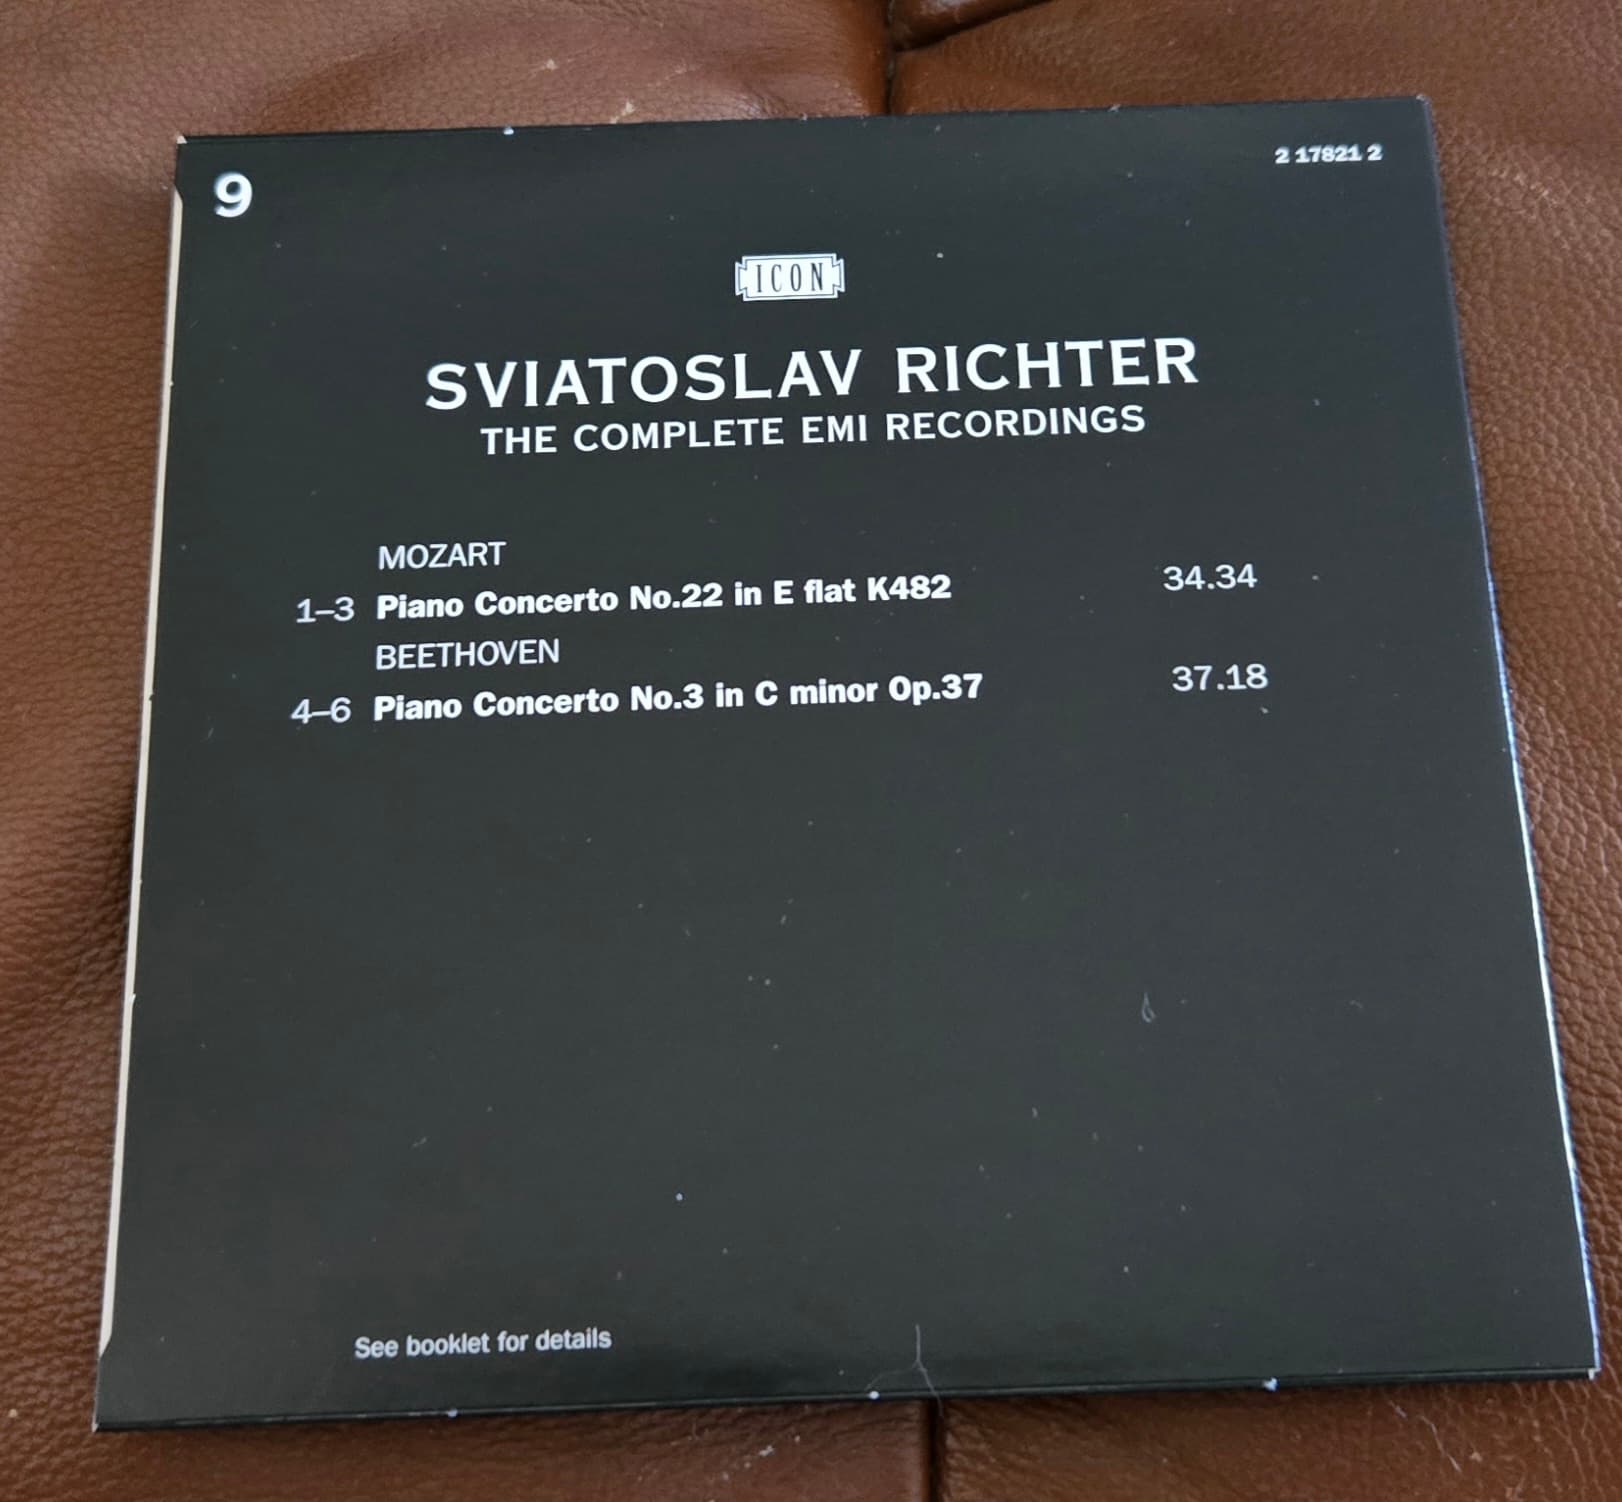 9
2 17821 2
ICON
SVIATOSLAV RICHTER
THE COMPLETE EMI RECORDINGS
MOZART
1–3 Piano Concerto No.22 in E flat K482 34.34
BEETHOVEN
4–6 Piano Concerto No.3 in C minor Op.37 37.18
See booklet for details